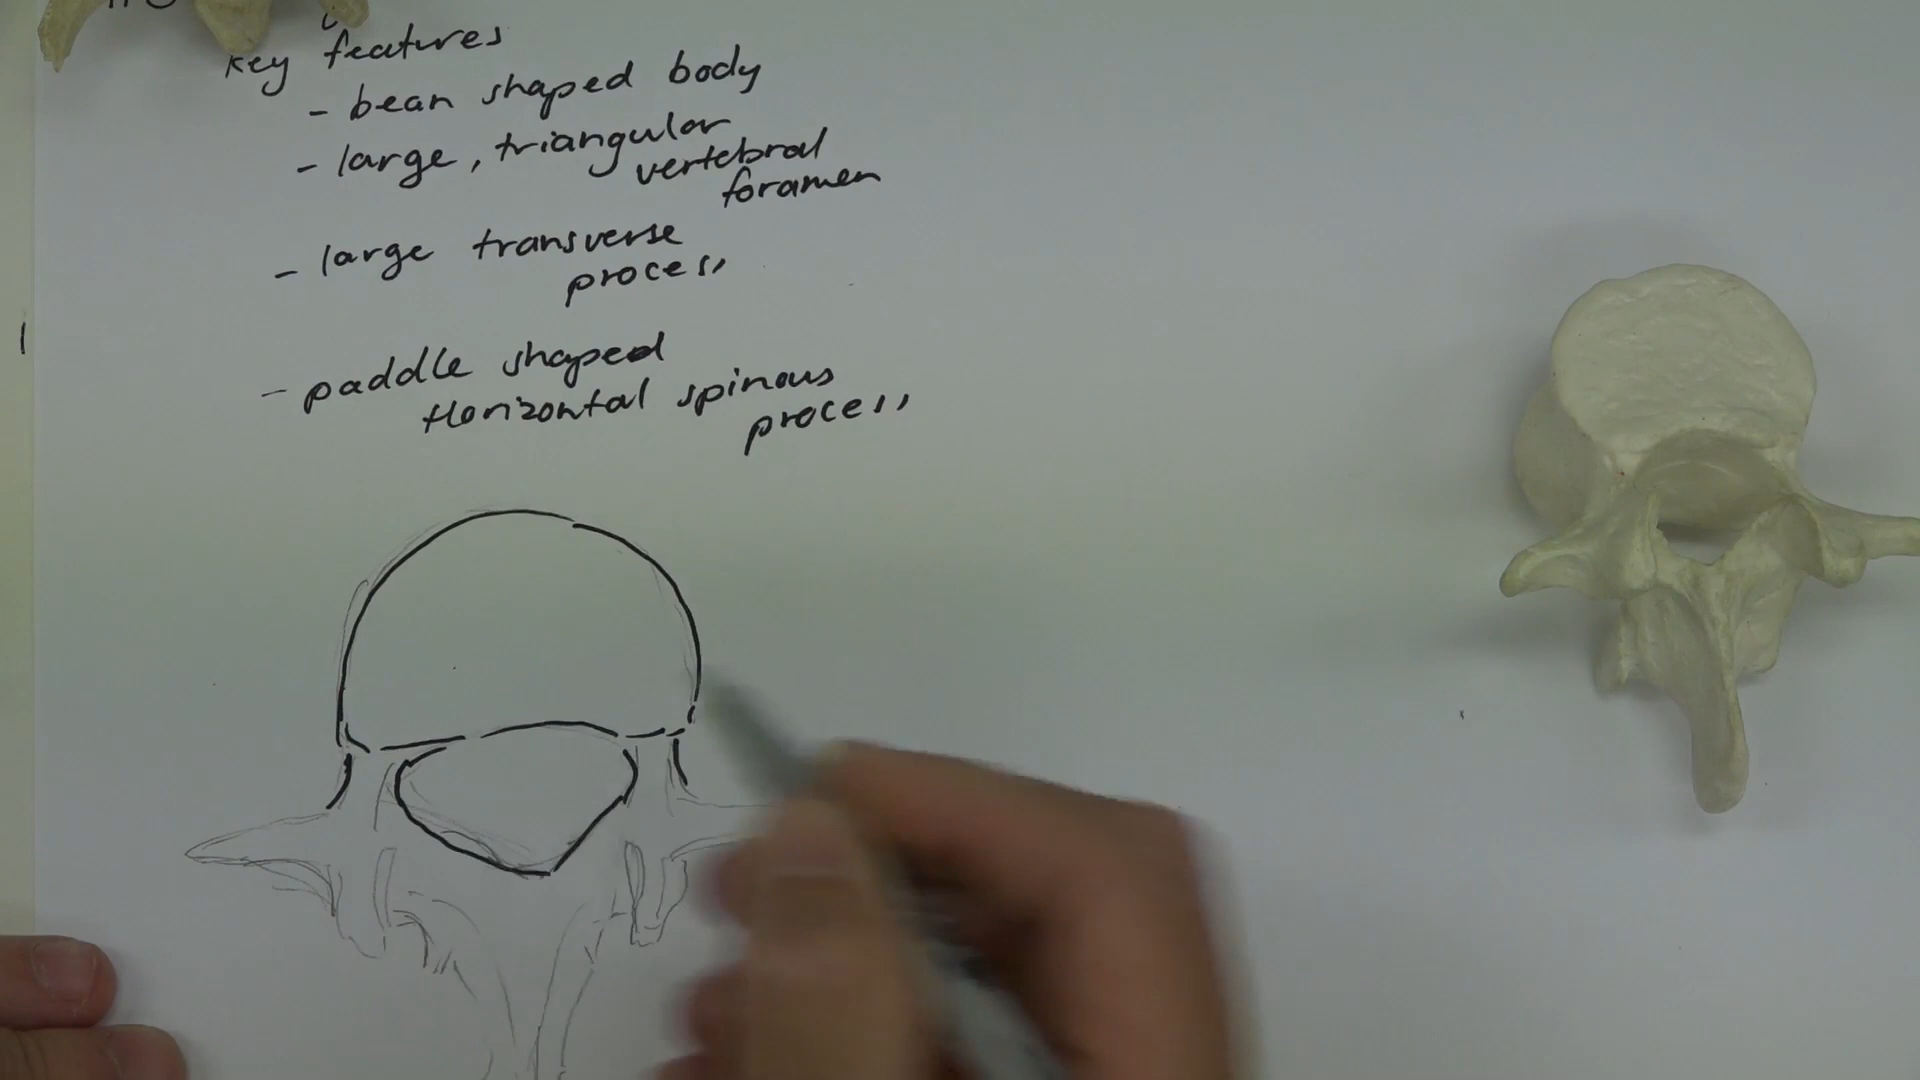 key features
- bean shaped body
- large, triangular
vertebral
foramen
- large transverse
process
- paddle shaped
Horizontal spinous
process